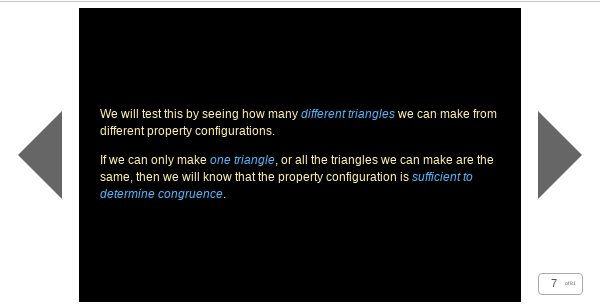 We will test this by seeing how many different triangles we can make from
different property configurations.
If we can only make one triangle, or all the triangles we can make are the
same, then we will know that the property configuration is sufficient to
determine congruence.
7